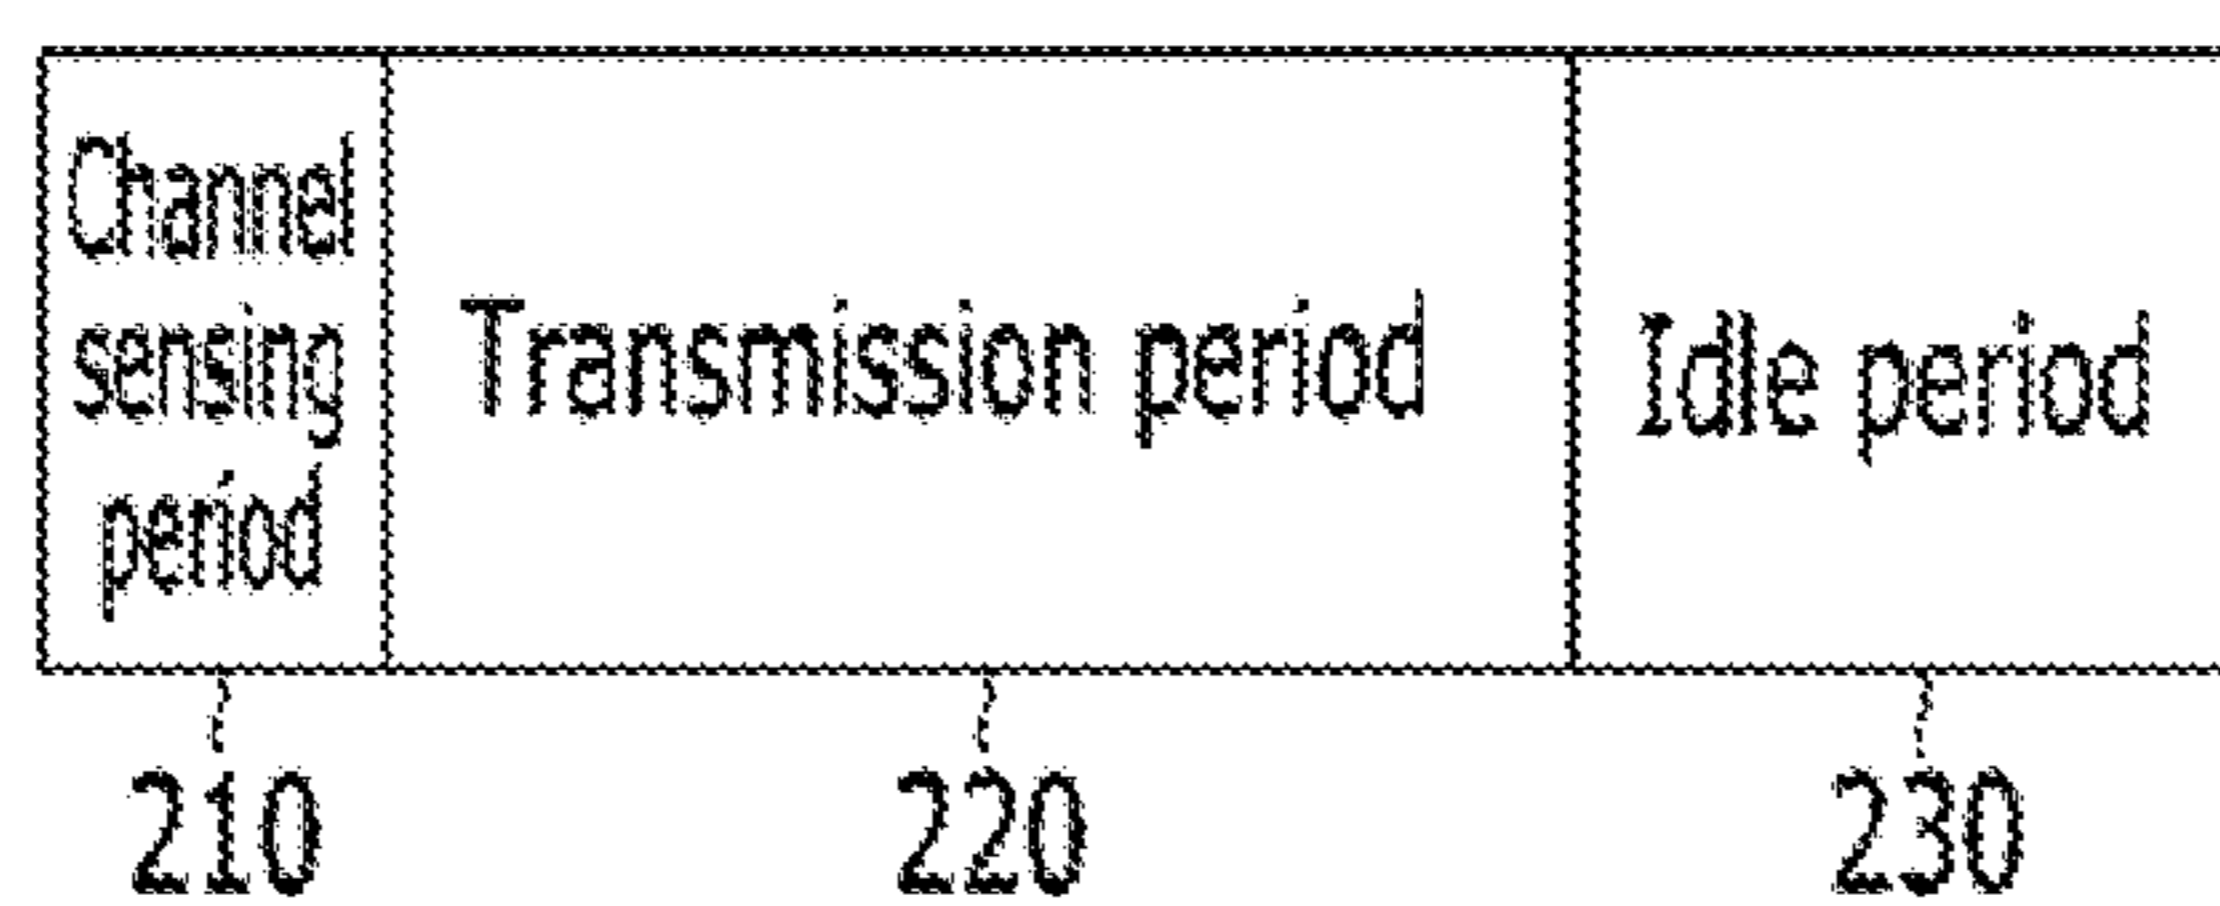 Channel
sensing
period
Transmission period
Idle period
210
220
230